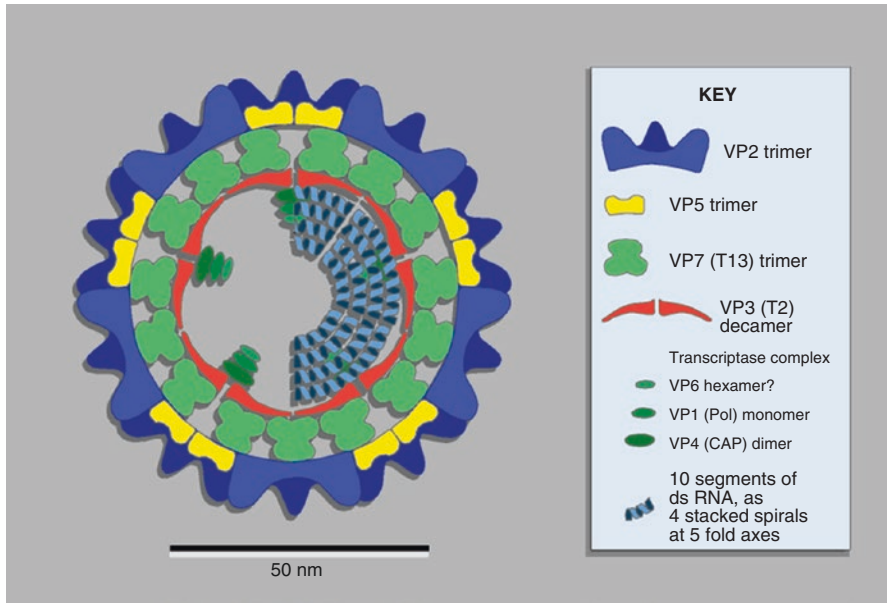 KEY
VP2 trimer
VP5 trimer
VP7 (T13) trimer
VP3 (T2)
decamer
Transcriptase complex
VP6 hexamer?
VP1 (Pol) monomer
VP4 (CAP) dimer
10 segments of
ds RNA, as
4 stacked spirals
at 5 fold axes
50 nm